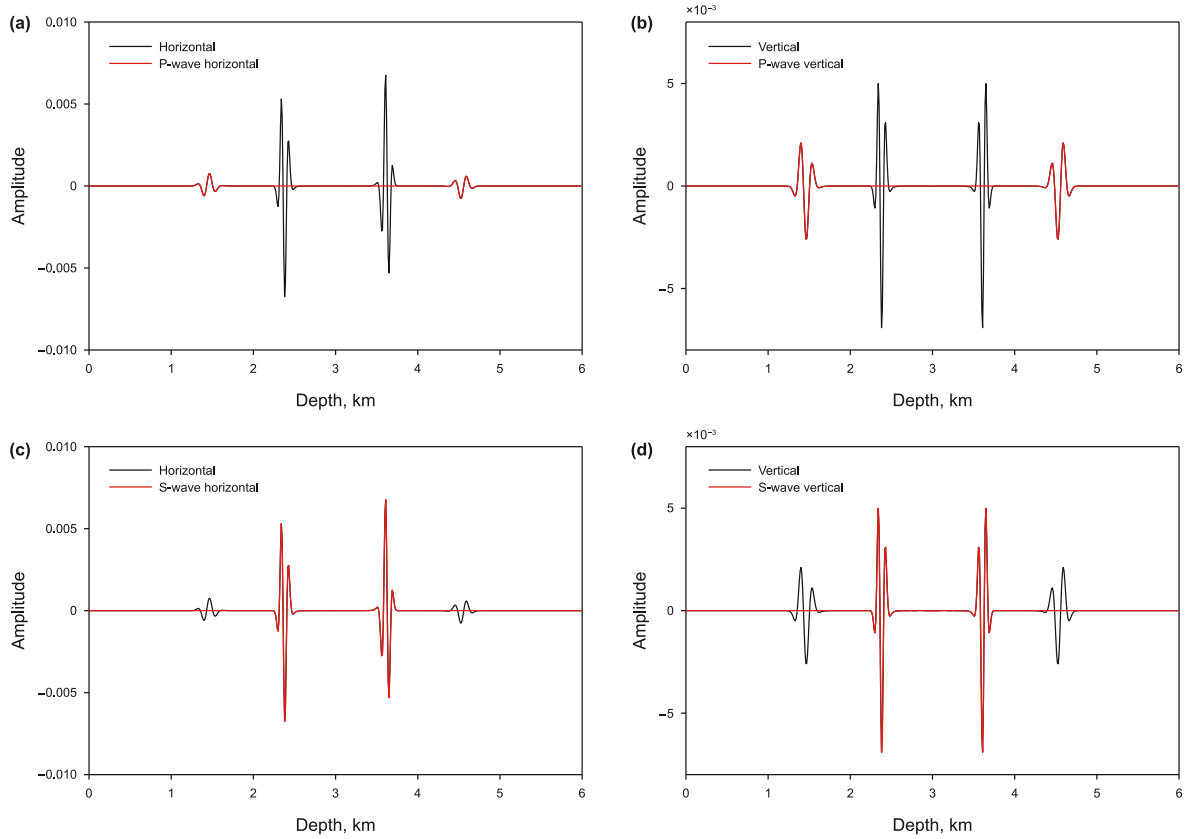 (a)
Horizontal
P-wave horizontal
0.010
0.005
0
−0.005
−0.010
Amplitude
0 1 2 3 4 5 6
Depth, km
(b)
×10⁻³
Vertical
P-wave vertical
5
0
−5
Amplitude
0 1 2 3 4 5 6
Depth, km
(c)
Horizontal
S-wave horizontal
0.010
0.005
0
−0.005
−0.010
Amplitude
0 1 2 3 4 5 6
Depth, km
(d)
×10⁻³
Vertical
S-wave vertical
5
0
−5
Amplitude
0 1 2 3 4 5 6
Depth, km